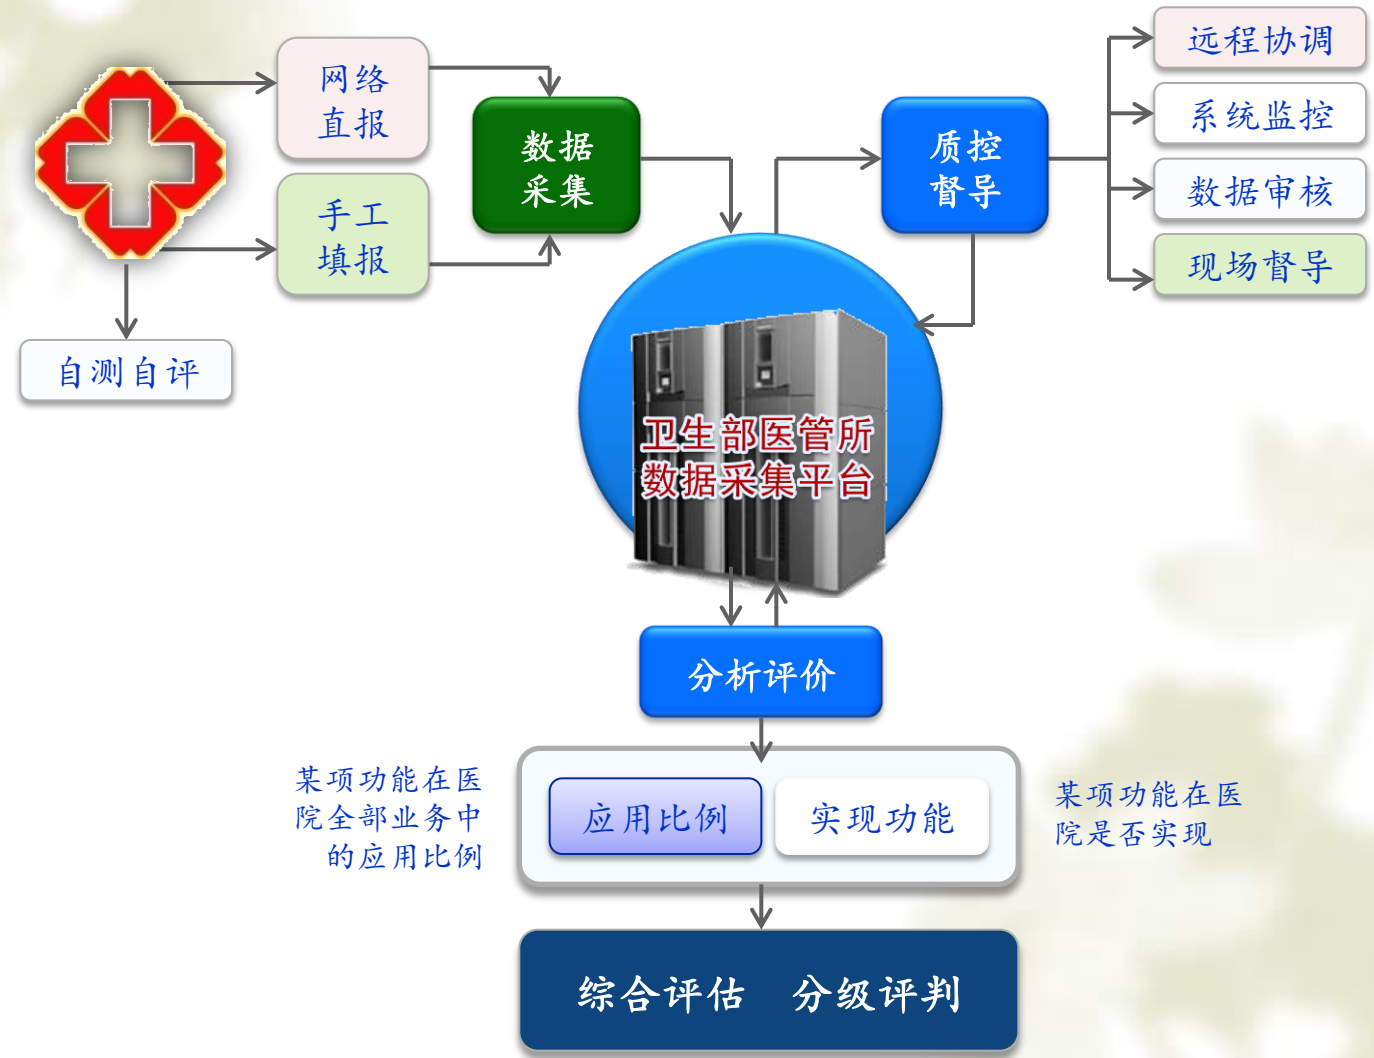 网络
直报
手工
填报
自测自评
数据
采集
质控
督导
远程协调
系统监控
数据审核
现场督导
卫生部医管所
数据采集平台
分析评价
某项功能在医
院全部业务中
的应用比例
应用比例
实现功能
某项功能在医
院是否实现
综合评估 分级评判